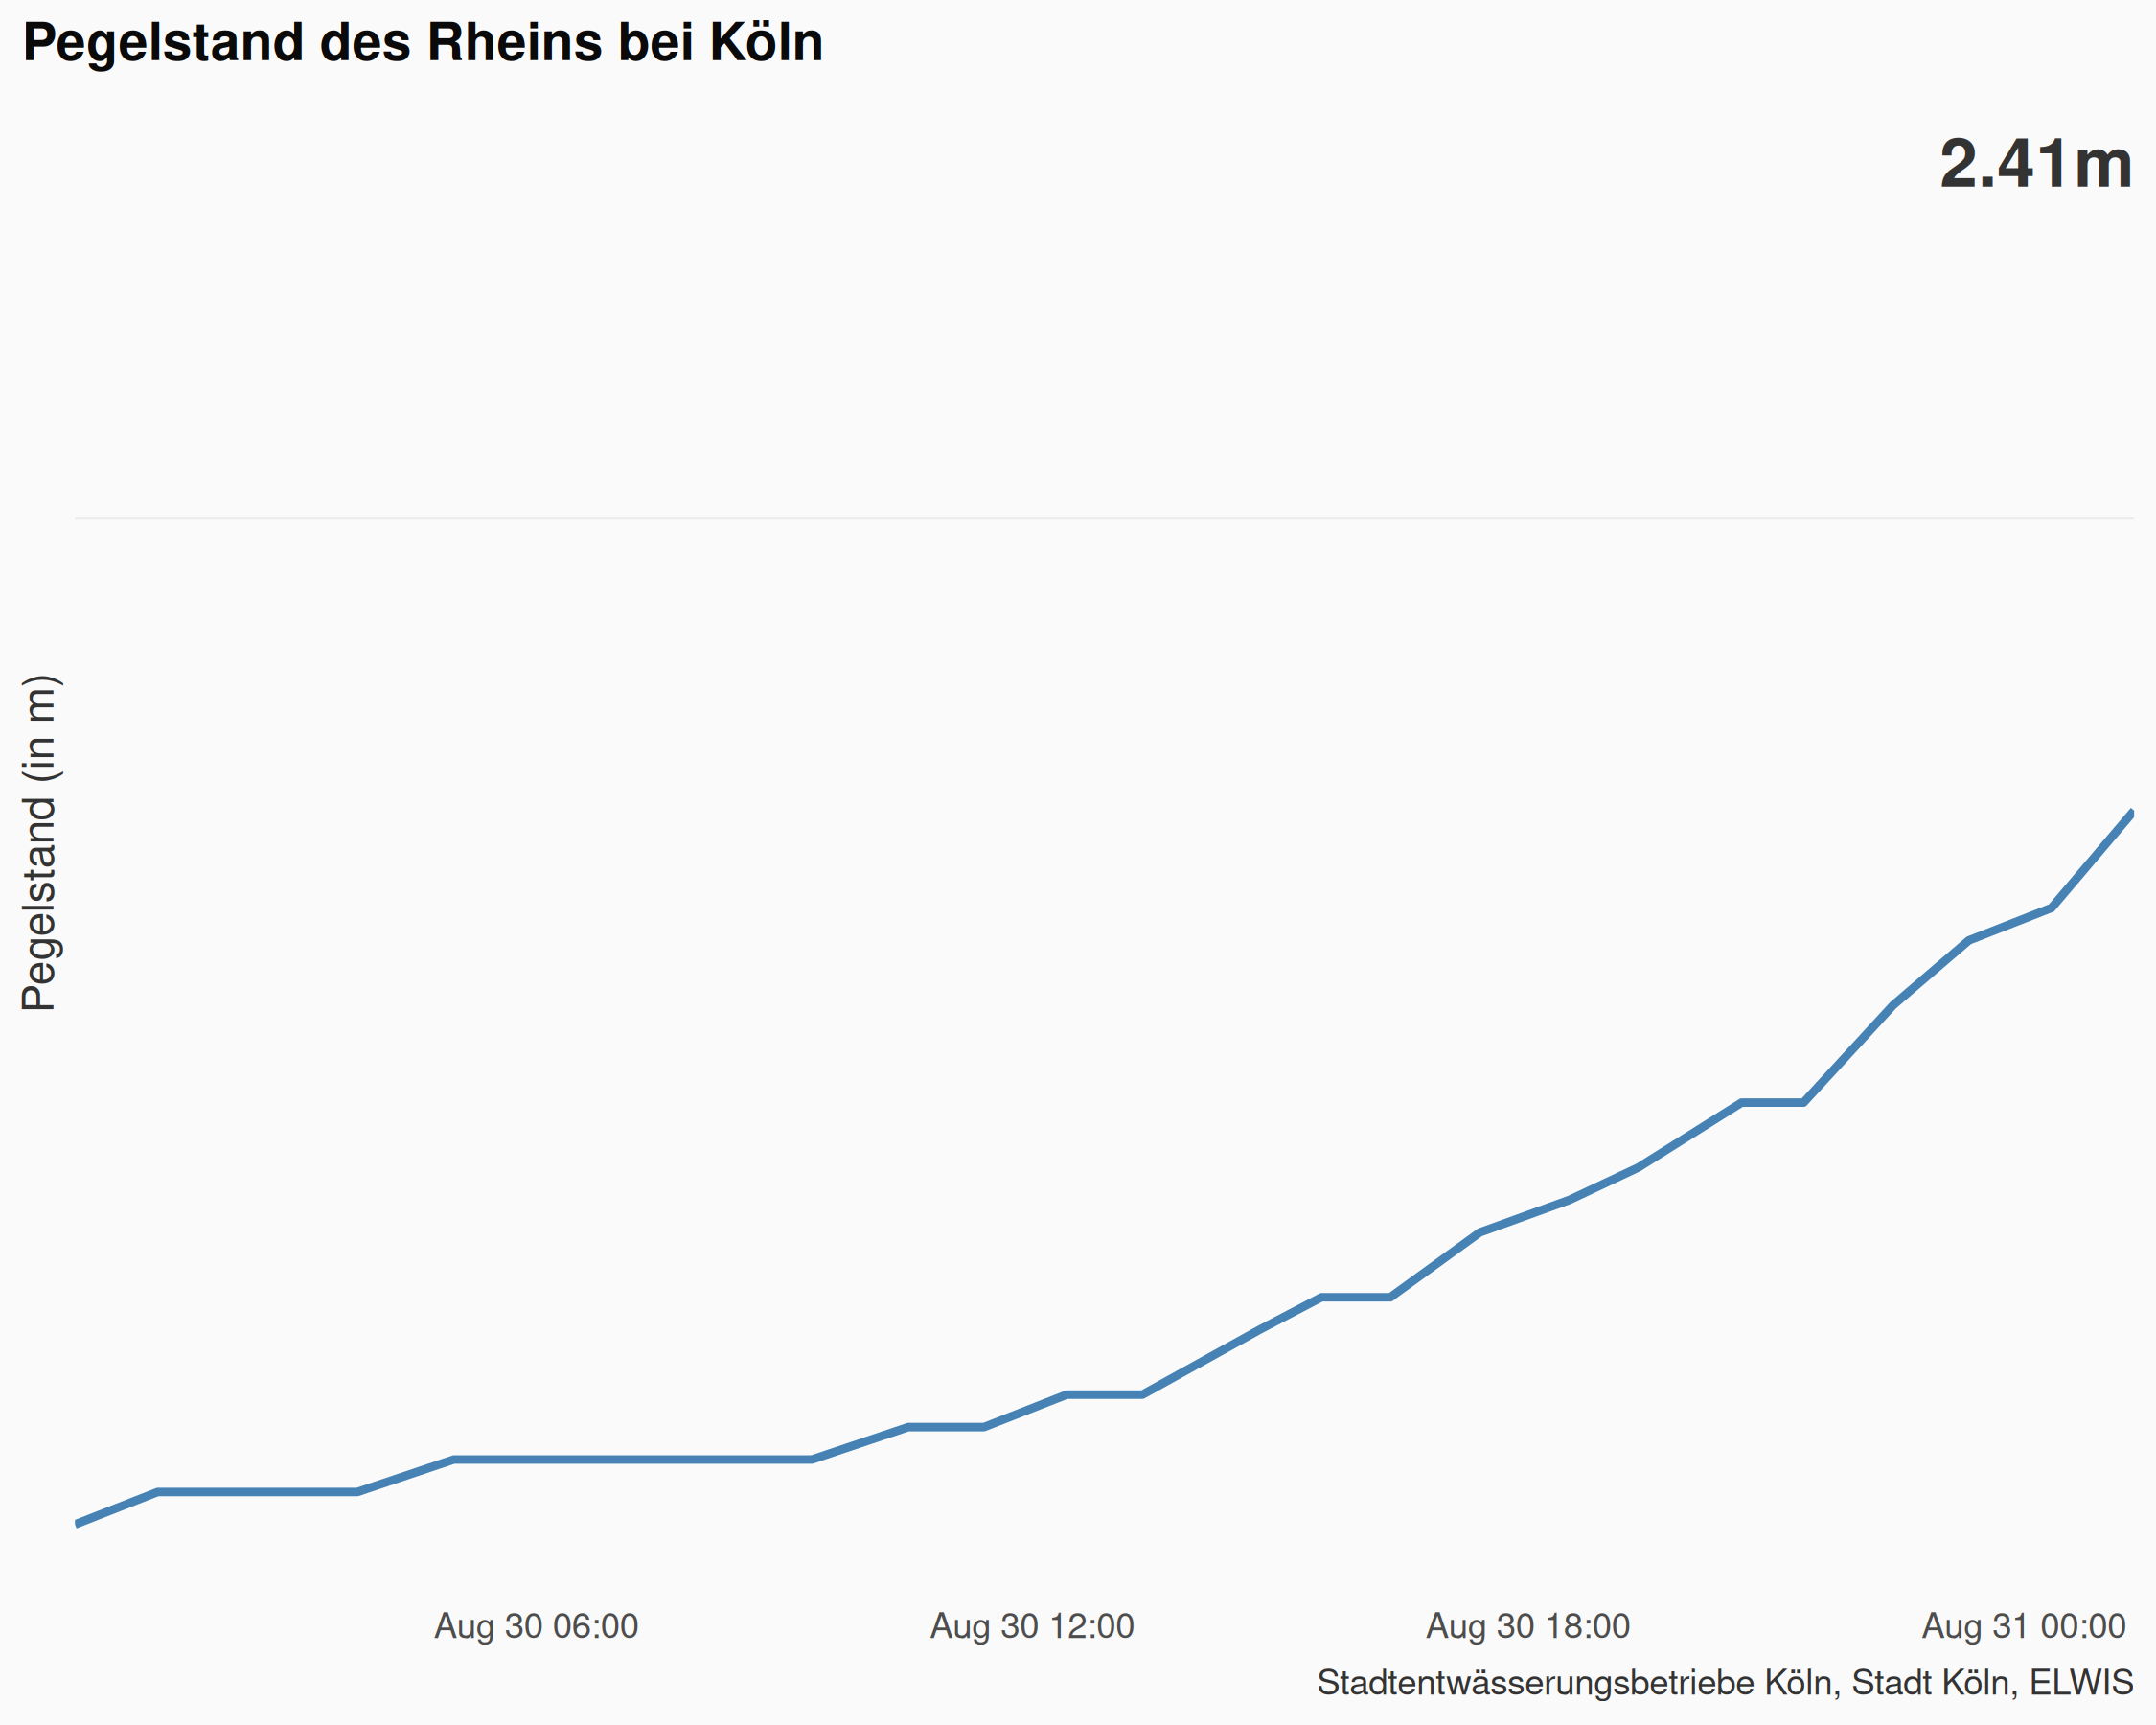 Pegelstand des Rheins bei Köln
2.41m
Pegelstand (in m)
Aug 30 06:00
Aug 30 12:00
Aug 30 18:00
Aug 31 00:00
Stadtentwässerungsbetriebe Köln, Stadt Köln, ELWIS